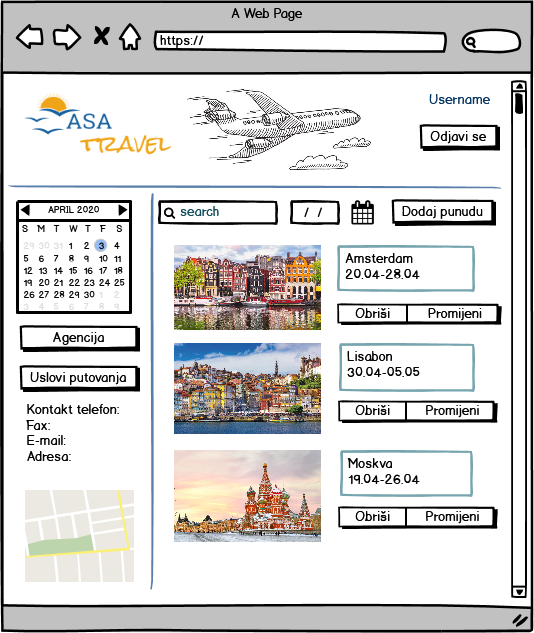 A Web Page
https://
ASA
TRAVEL
Username
Odjavi se
APRIL 2020
S M T W T F S
29 30 31 1 2 3 4
5 6 7 8 9 10 11
12 13 14 15 16 17 18
19 20 21 22 23 24 25
26 27 28 29 30 1 2
3 4 5 6 7 8 9
search
/ /
Dodaj punudu
Amsterdam
20.04-28.04
Obriši Promijeni
Agencija
Lisabon
30.04-05.05
Uslovi putovanja
Obriši Promijeni
Kontakt telefon:
Fax:
E-mail:
Adresa:
Moskva
19.04-26.04
Obriši Promijeni